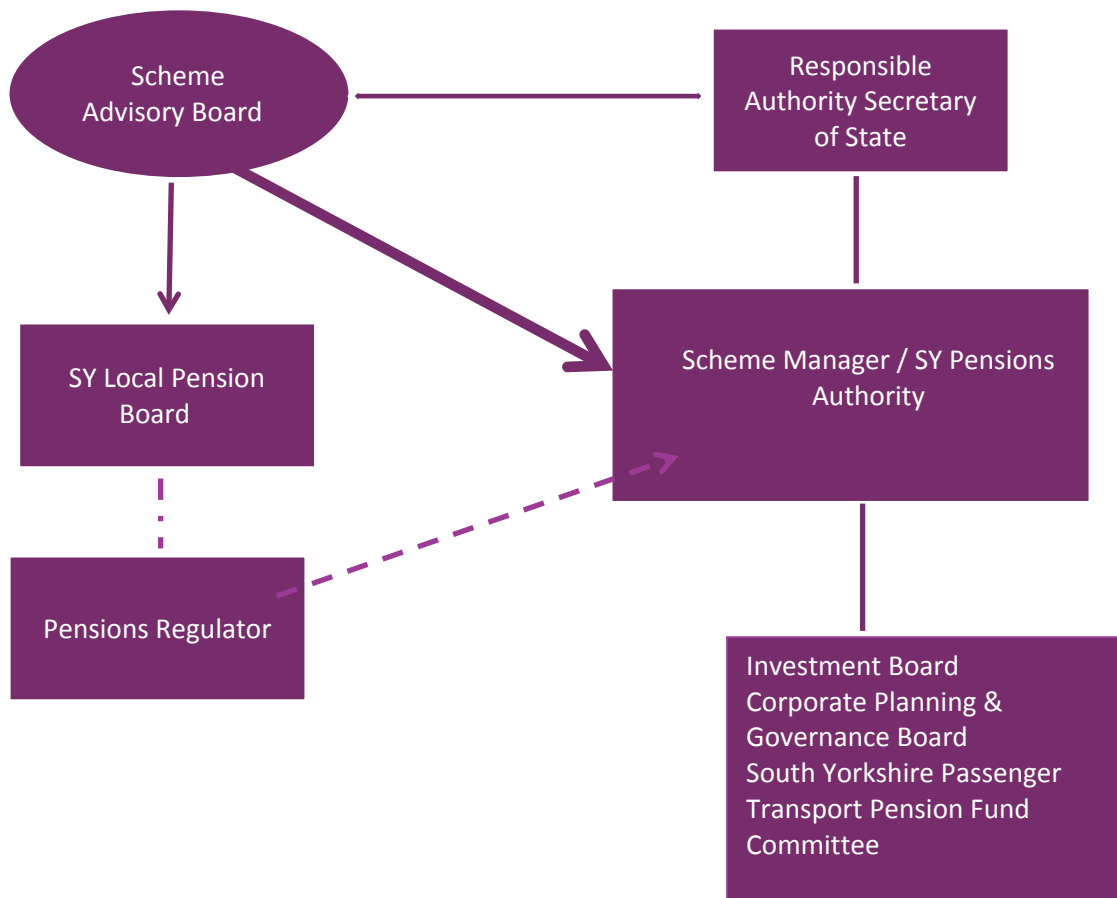 Scheme
Advisory Board
Responsible
Authority Secretary
of State
SY Local Pension
Board
Scheme Manager / SY Pensions
Authority
Pensions Regulator
Investment Board
Corporate Planning &
Governance Board
South Yorkshire Passenger
Transport Pension Fund
Committee